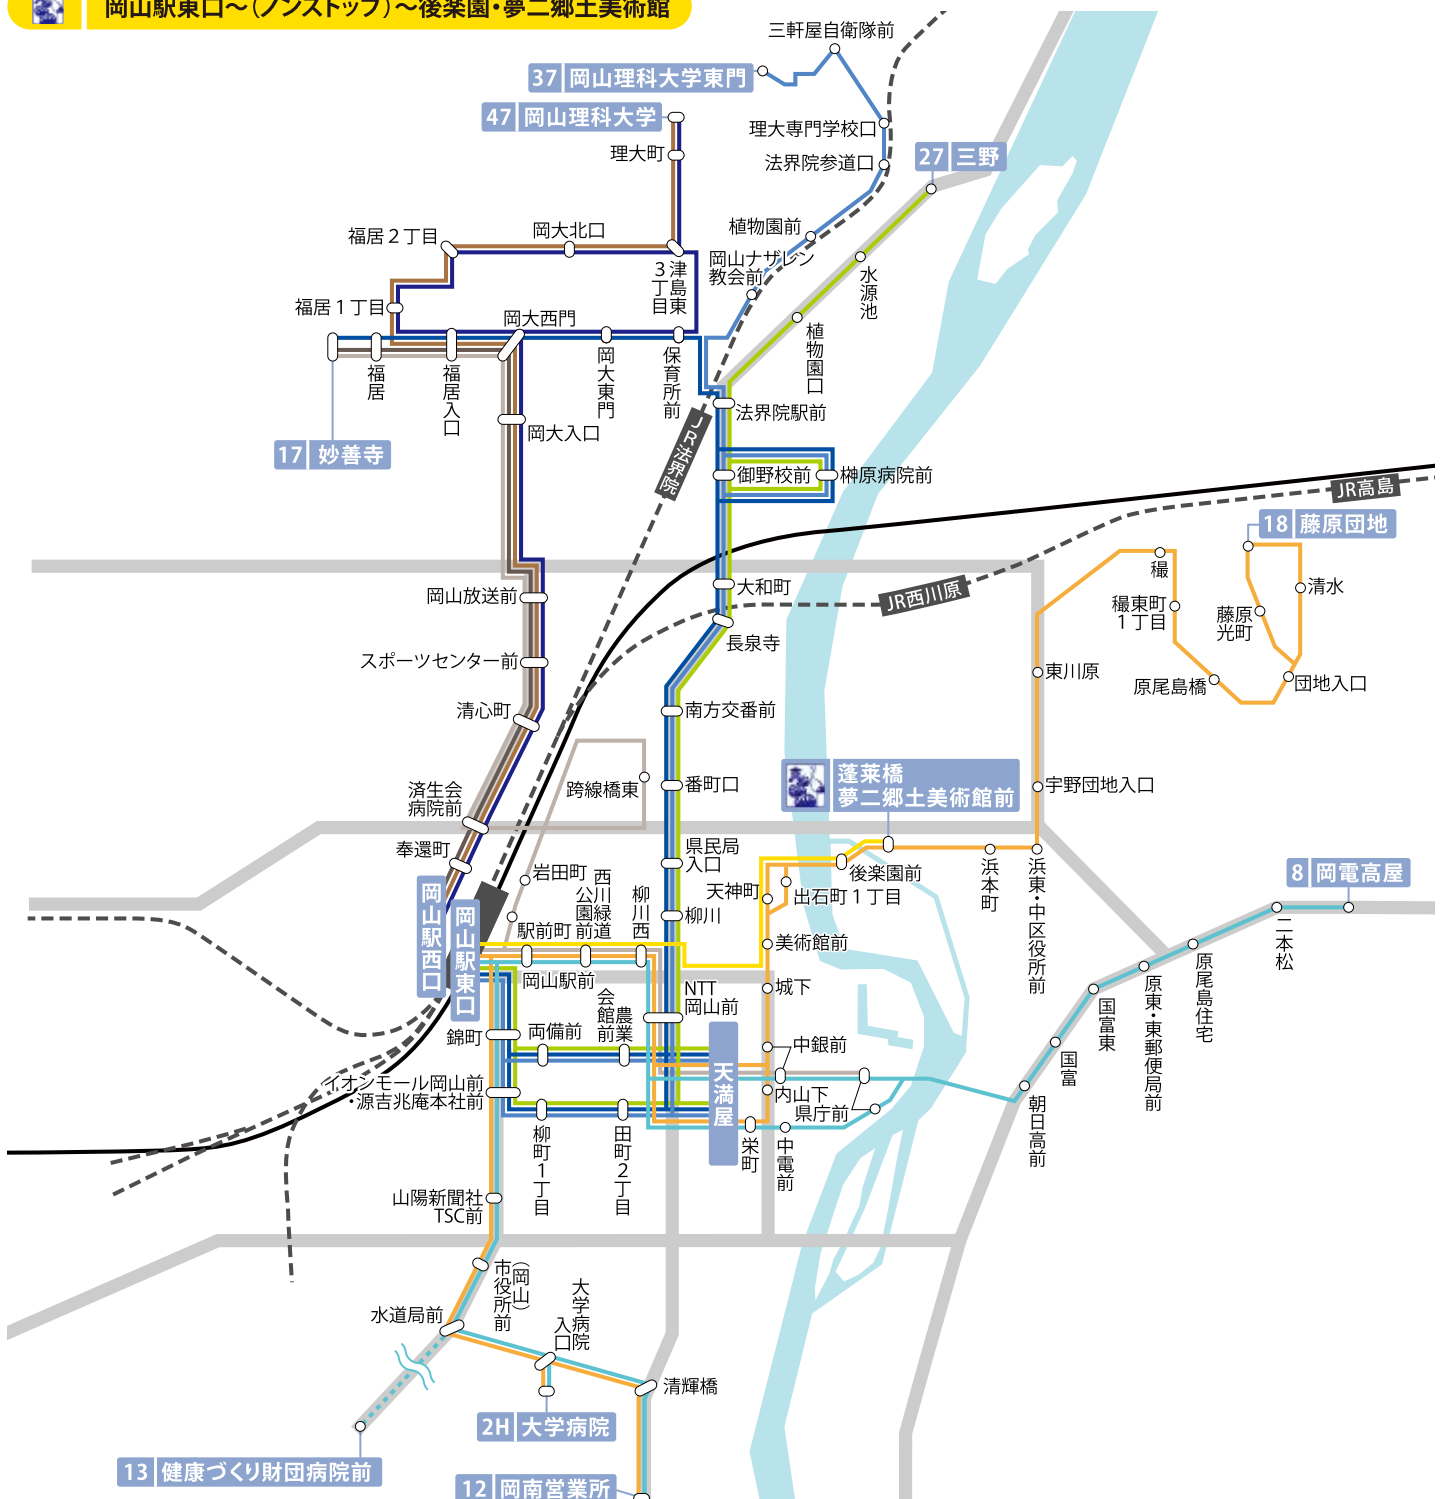 岡山駅東口～（ノンストップ）～後楽園・夢二郷土美術館
三軒屋自衛隊前
37 岡山理科大学東門
47 岡山理科大学
理大町
理大専門学校口
法界院参道口
27 三野
植物園前
岡山ナザレン
教会前
福居２丁目
岡大北口
津島東
３丁目
水源池
福居１丁目
岡大西門
植物園口
福居
福居入口
岡大東門
保育所前
法界院駅前
岡大入口
17 妙善寺
JR法界院
御野校前
榊原病院前
JR高島
18 藤原団地
岡山放送前
大和町
JR西川原
穝
穝東町
１丁目
清水
藤原
光町
長泉寺
スポーツセンター前
東川原
原尾島橋
団地入口
清心町
南方交番前
済生会
病院前
跨線橋東
番町口
蓬莱橋
夢二郷土美術館前
宇野団地入口
奉還町
県民局
入口
岩田町
西川緑道
公園前
柳川西
天神町
後楽園前
出石町１丁目
浜本町
浜東・中区役所前
8 岡電高屋
岡山駅西口
岡山駅東口
駅前町
柳川
美術館前
二本松
岡山駅前
NTT
岡山前
城下
原尾島住宅
原東・東郵便局前
国富東
国富
錦町
両備前
農業
会館前
中銀前
イオンモール岡山前
・源吉兆庵本社前
天満屋
内山下
県庁前
朝日高前
柳町１丁目
田町２丁目
栄町
中電前
山陽新聞社
TSC前
（岡山）
市役所前
水道局前
大学病院
入口
清輝橋
2H 大学病院
13 健康づくり財団病院前
12 岡南営業所